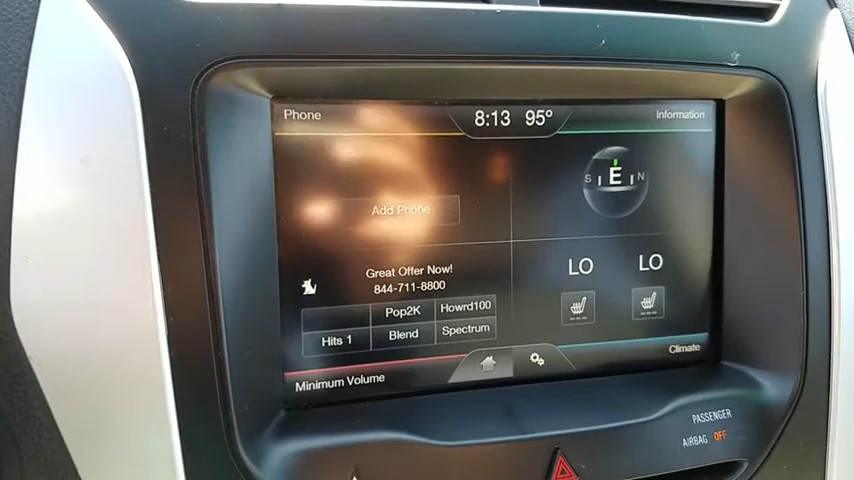 Phone
8:13 95°
Information
S E N
Add Phone
Great Offer Now!
844-711-8800
LO LO
Pop2K Howrd100
Hits 1 Blend Spectrum
Minimum Volume
Climate
PASSENGER
AIRBAG OFF